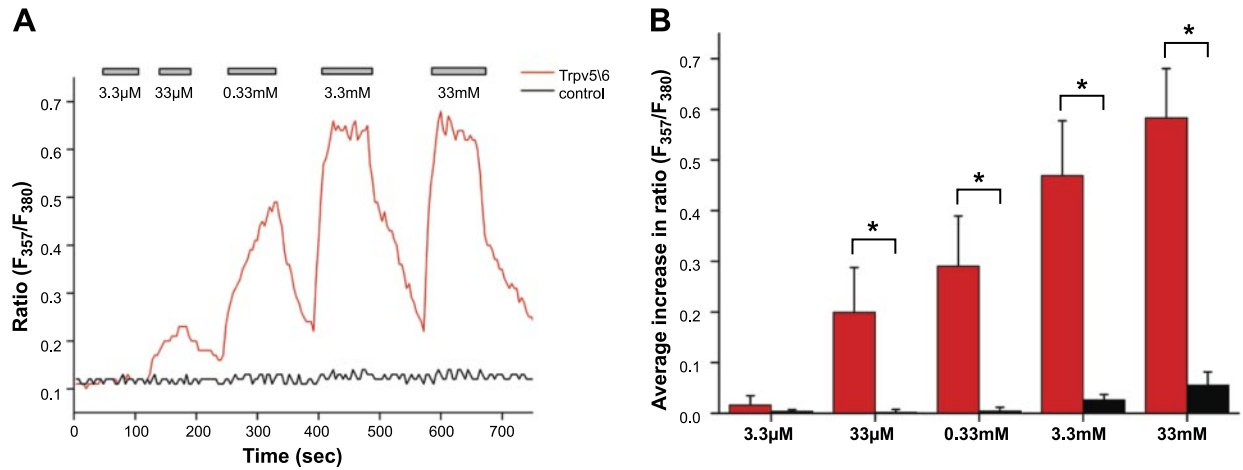 A
3.3µM 33µM 0.33mM 3.3mM 33mM
Trpv5\6
control
Ratio (F357/F380)
0.7
0.6
0.5
0.4
0.3
0.2
0.1
0 100 200 300 400 500 600 700
Time (sec)
B
Average increase in ratio (F357/F380)
0.7
0.6
0.5
0.4
0.3
0.2
0.1
0.0
* * * *
3.3µM 33µM 0.33mM 3.3mM 33mM